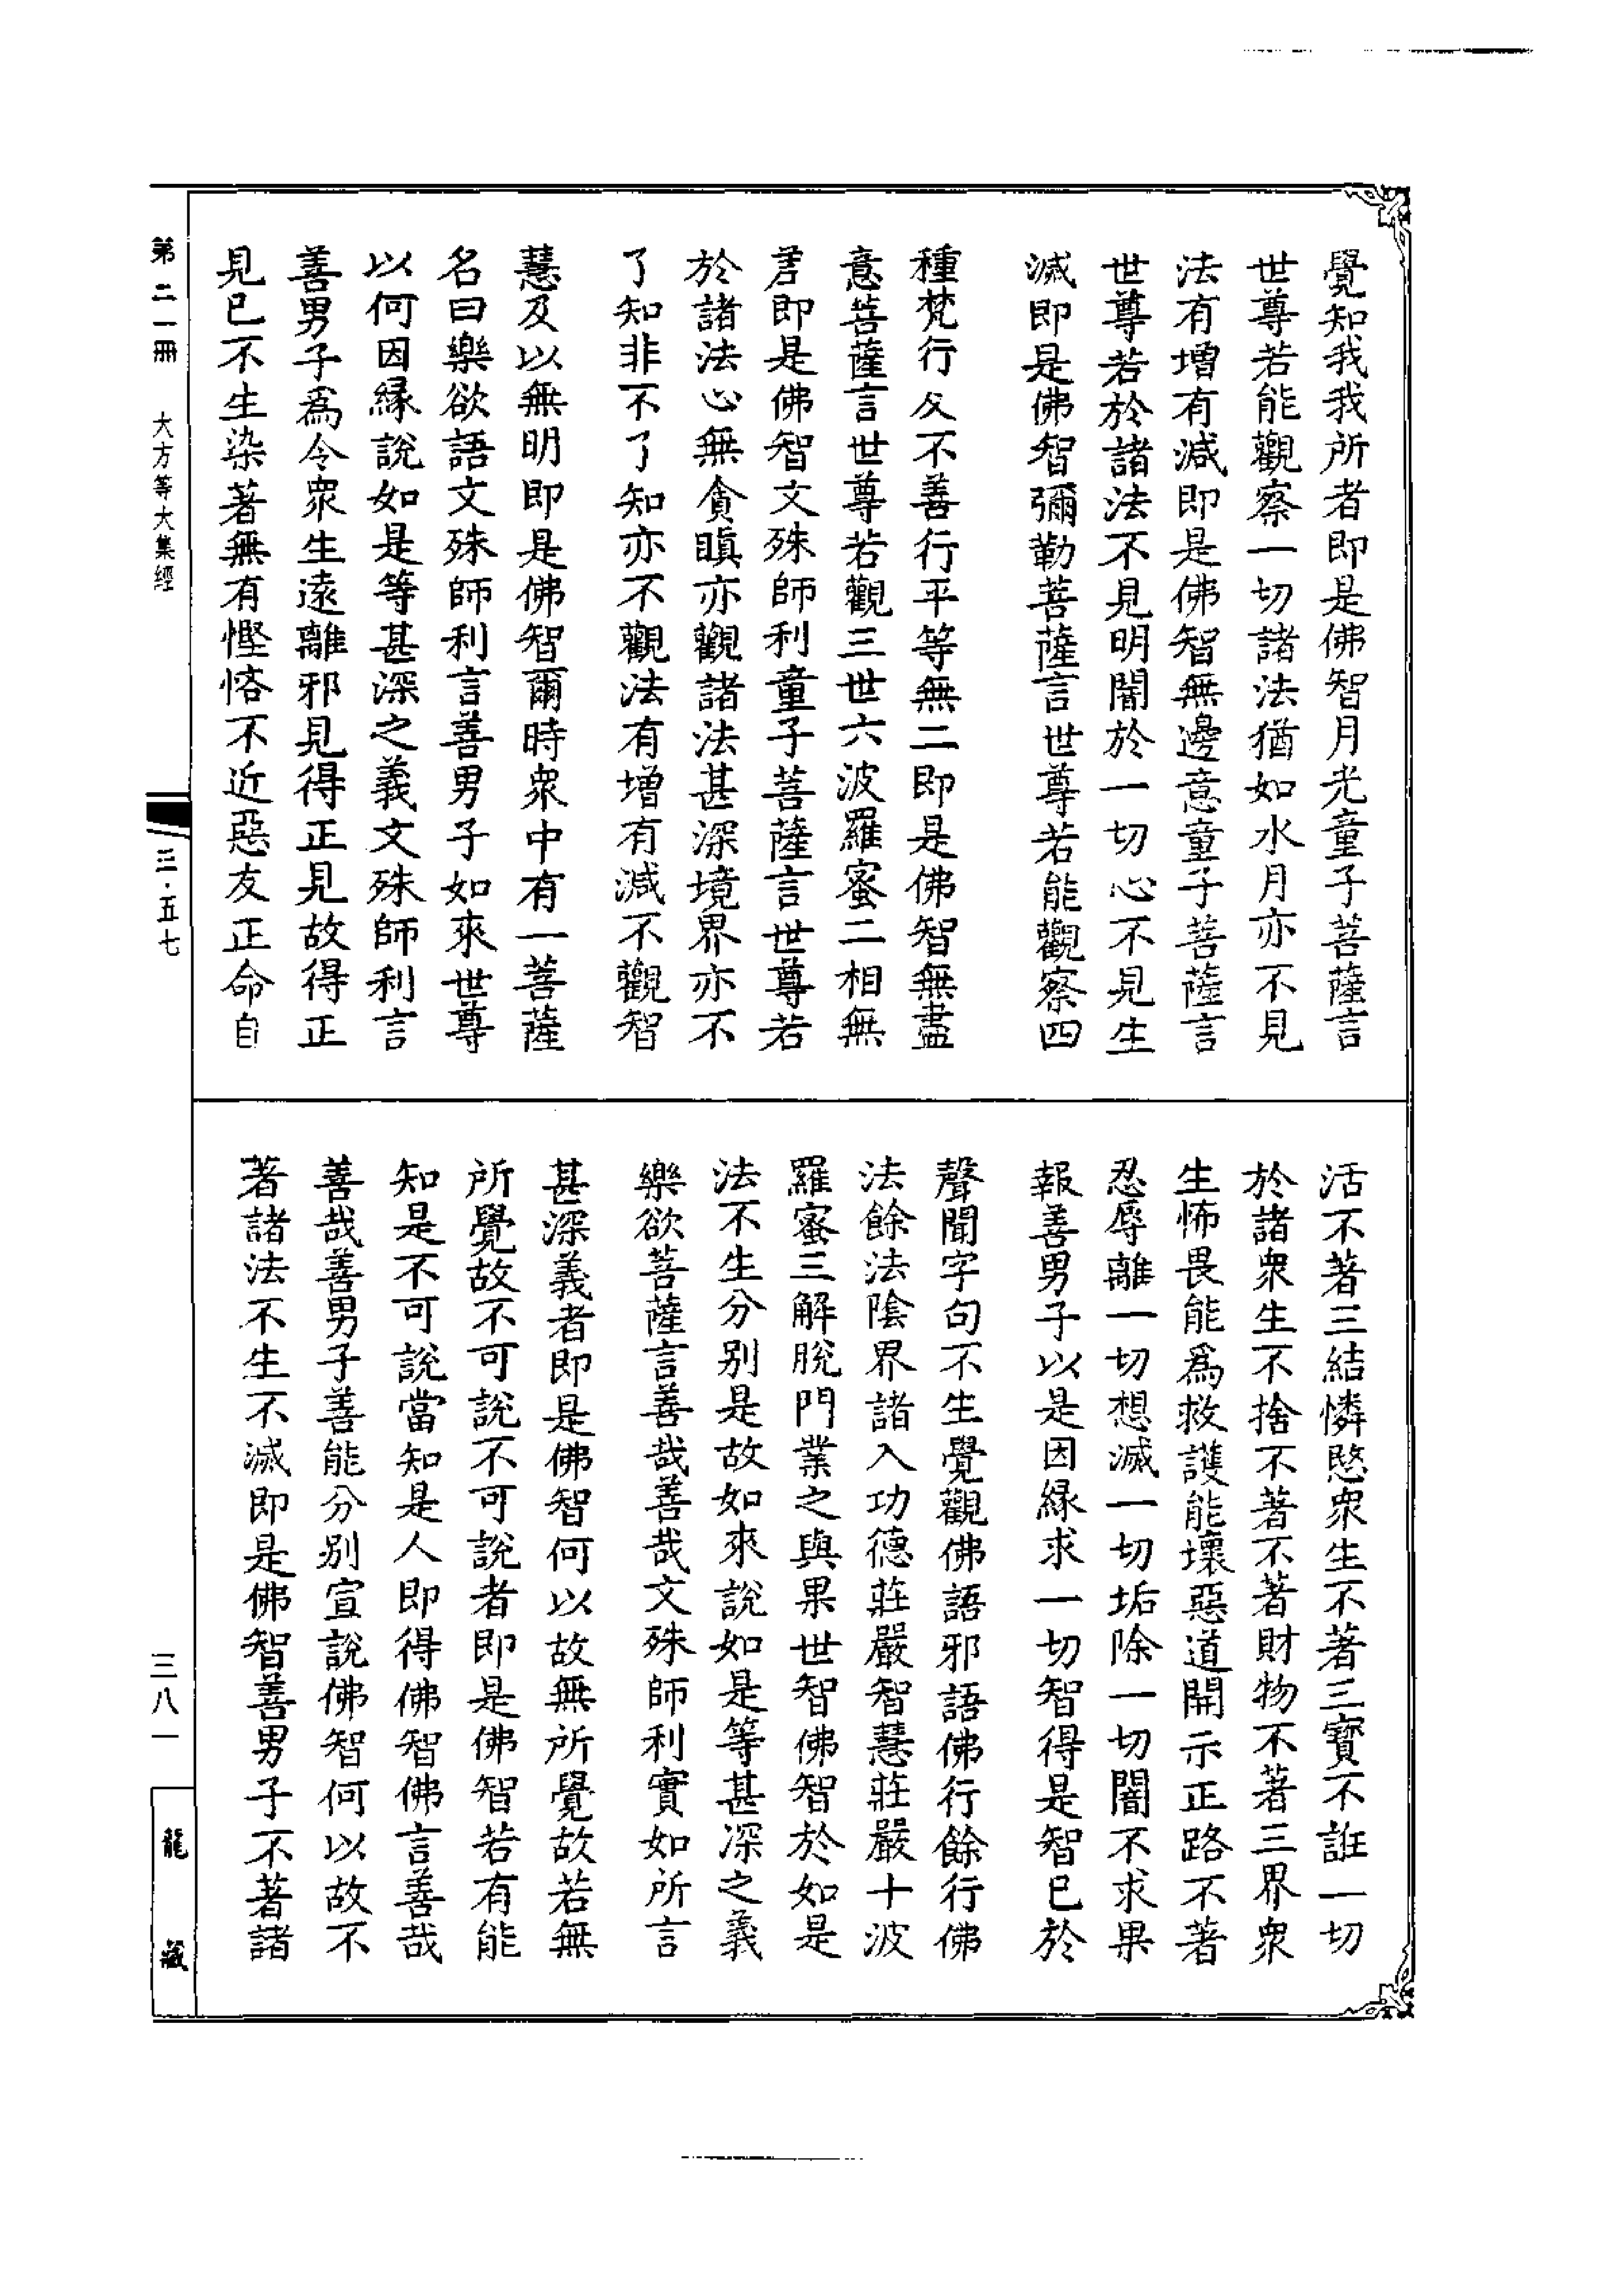 覺知我我所者即是佛智月光童子菩薩言
世尊若能觀察一切諸法猶如水月亦不見
法有增有減即是佛智無邊意童子菩薩言
世尊若於諸法不見明闇於一切心不見生
滅即是佛智彌勒菩薩言世尊若能觀察四
種梵行及不善行平等無二即是佛智無盡
意菩薩言世尊若觀三世六波羅蜜二相無
差即是佛智文殊師利童子菩薩言世尊若
於諸法心無貪瞋亦觀諸法甚深境界亦不
了知非不了知亦不觀法有增有減不觀智
慧及以無明即是佛智爾時衆中有一菩薩
名曰樂欲語文殊師利言善男子如來世尊
以何因緣說如是等甚深之義文殊師利言
善男子爲令衆生遠離邪見得正見故得正
見已不生染著無有慳悋不近惡友正命自
活不著三結憐愍衆生不著三寶不誑一切
於諸衆生不捨不著不著財物不著三界衆
生怖畏能爲救護能壞惡道開示正路不著
忍辱離一切想滅一切垢除一切闇不求果
報善男子以是因緣求一切智得是智已於
聲聞字句不生覺觀佛語邪語佛行餘行佛
法餘法陰界諸入功德莊嚴智慧莊嚴十波
羅蜜三解脫門業之與果世智佛智於如是
法不生分别是故如來說如是等甚深之義
樂欲菩薩言善哉善哉文殊師利實如所言
甚深義者即是佛智何以故無所覺故若無
所覺故不可說不可說者即是佛智若有能
知是不可說當知是人即得佛智佛言善哉
善哉善男子善能分别宣說佛智何以故不
著諸法不生不滅即是佛智善男子不著諸
第二一冊 大方等大集經
三·五七
三八一
龍藏